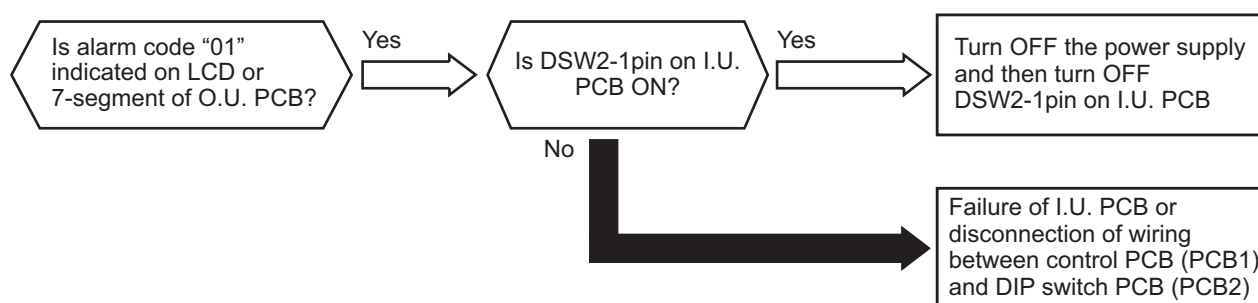 Is alarm code “01”
indicated on LCD or
7-segment of O.U. PCB?
Yes
Is DSW2-1pin on I.U.
PCB ON?
Yes
Turn OFF the power supply
and then turn OFF
DSW2-1pin on I.U. PCB
No
Failure of I.U. PCB or
disconnection of wiring
between control PCB (PCB1)
and DIP switch PCB (PCB2)